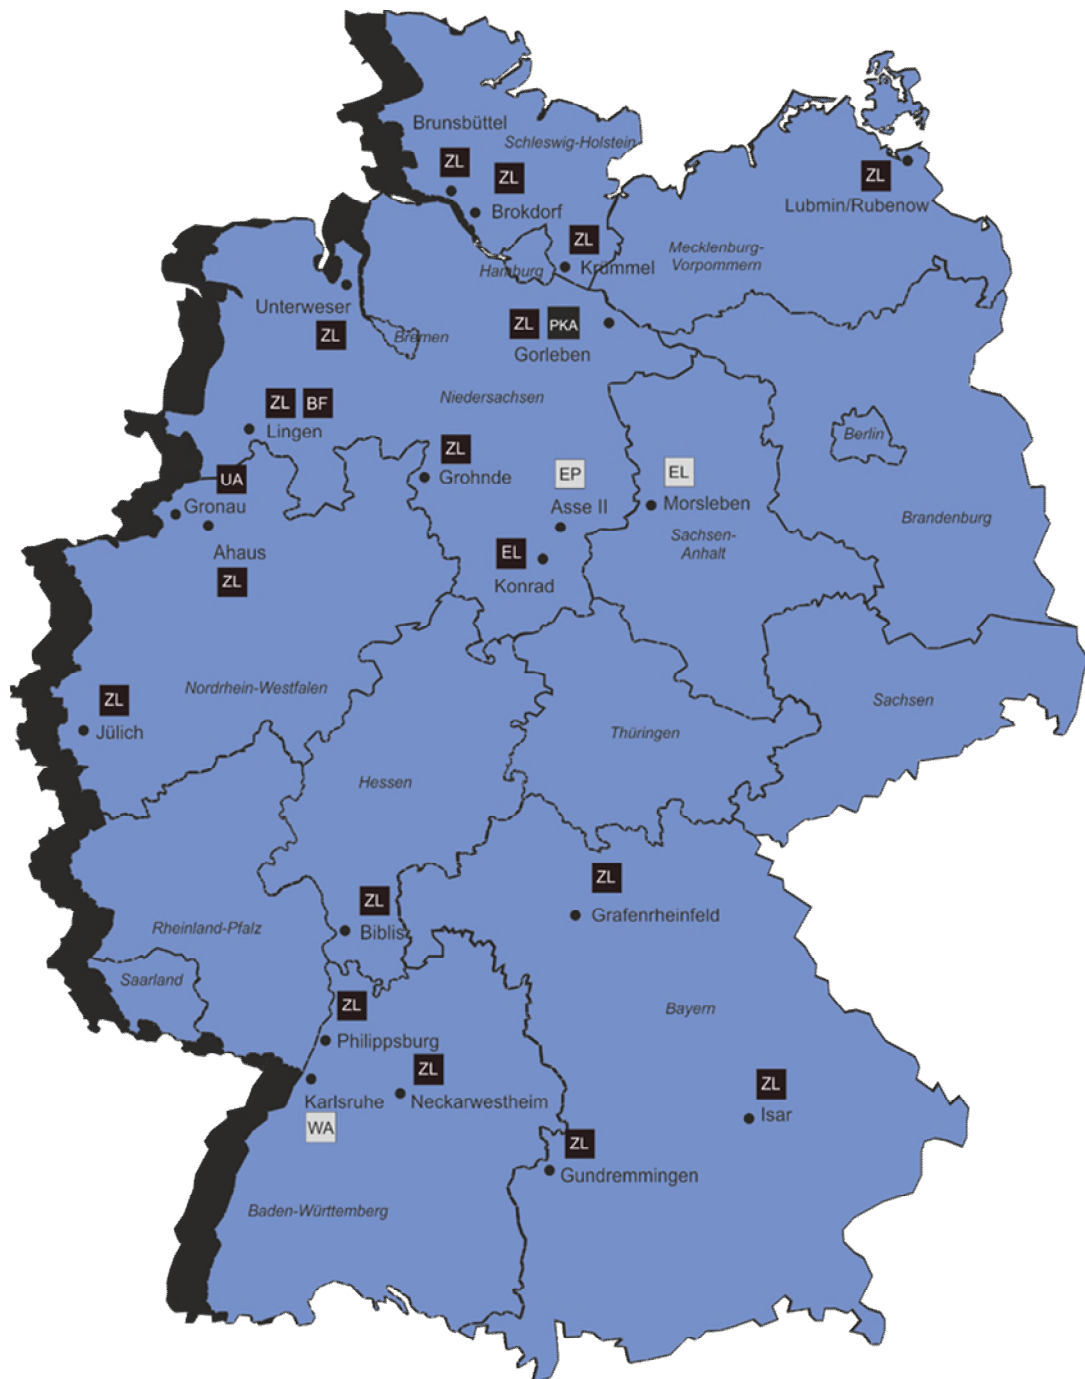 Brunsbüttel
Schleswig-Holstein
ZL
ZL
Brokdorf
ZL
Lubmin/Rubenow
ZL
Krümmel
Hamburg
Mecklenburg-
Vorpommern
Unterweser
ZL
Bremen
ZL PKA
Gorleben
Niedersachsen
ZL BF
Lingen
Berlin
ZL
Grohnde
EP
Asse II
EL
Morsleben
UA
Gronau
Ahaus
ZL
EL
Konrad
Sachsen-
Anhalt
Brandenburg
Nordrhein-Westfalen
ZL
Jülich
Sachsen
Thüringen
Hessen
ZL
Grafenrheinfeld
ZL
Biblis
Rheinland-Pfalz
Saarland
Bayern
ZL
Philippsburg
ZL
Neckarwestheim
Karlsruhe
WA
ZL
Isar
ZL
Gundremmingen
Baden-Württemberg